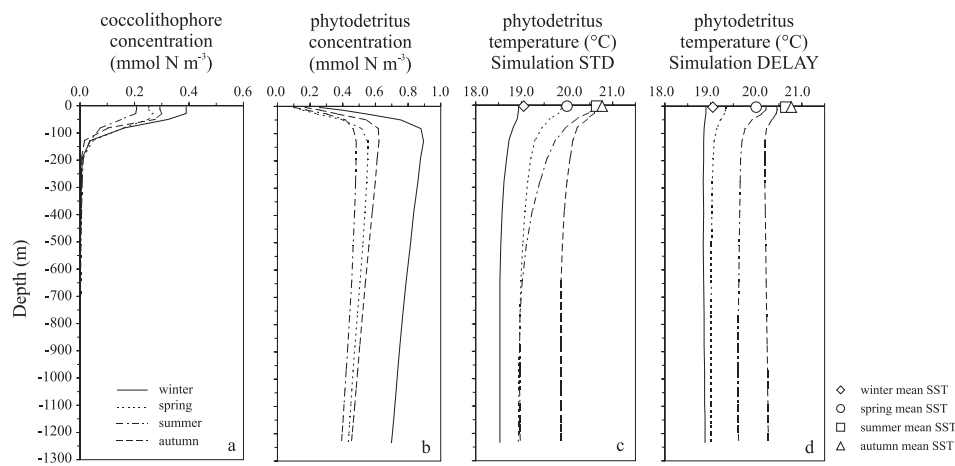 coccolithophore
concentration
(mmol N m-3)
phytodetritus
concentration
(mmol N m-3)
phytodetritus
temperature (°C)
Simulation STD
phytodetritus
temperature (°C)
Simulation DELAY
0.0 0.2 0.4 0.6
0.0 0.2 0.4 0.6 0.8 1.0
18.0 19.0 20.0 21.0
18.0 19.0 20.0 21.0
0
-100
-200
-300
-400
-500
-600
-700
-800
-900
-1000
-1100
-1200
-1300
Depth (m)
winter
spring
summer
autumn
a
b
c
d
winter mean SST
spring mean SST
summer mean SST
autumn mean SST